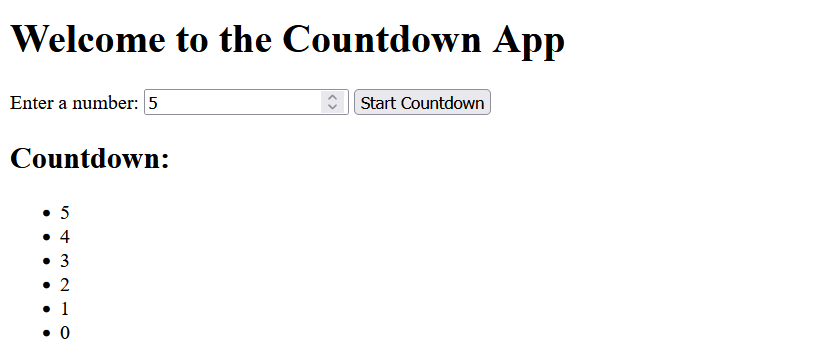 Welcome to the Countdown App
Enter a number: 5 Start Countdown
Countdown:
• 5
• 4
• 3
• 2
• 1
• 0